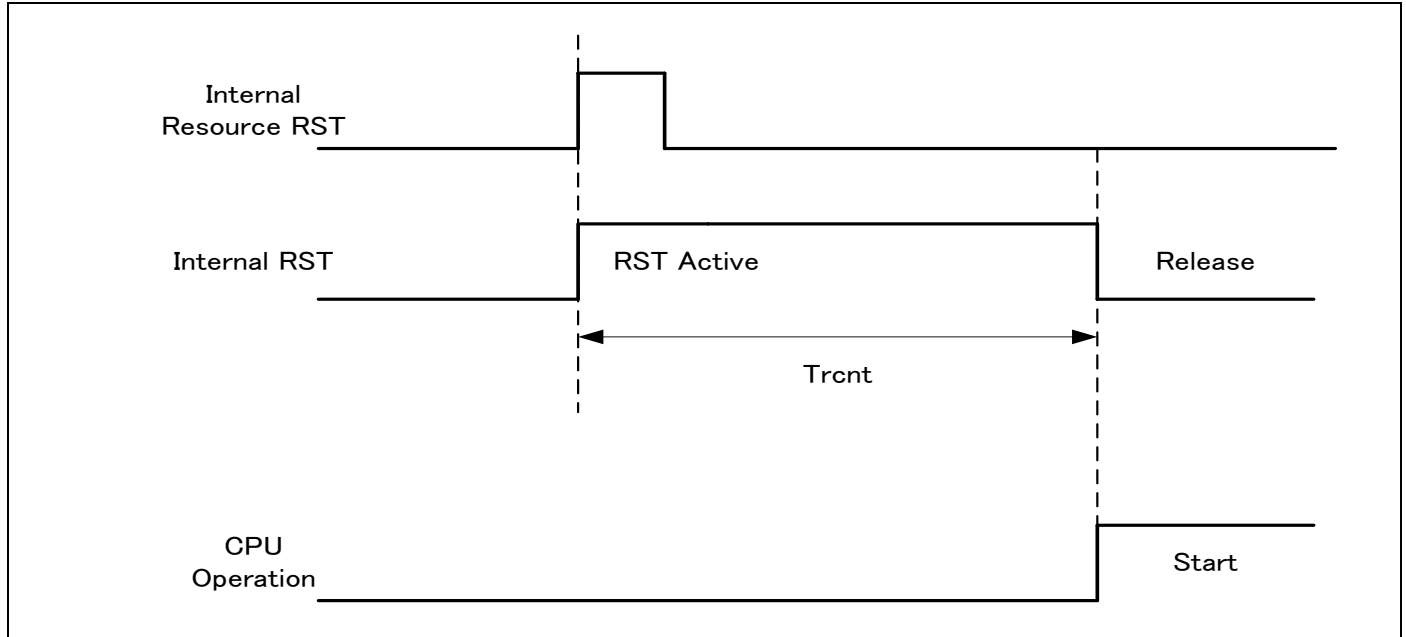 Internal
Resource RST
Internal RST
RST Active
Release
Trcnt
CPU
Operation
Start